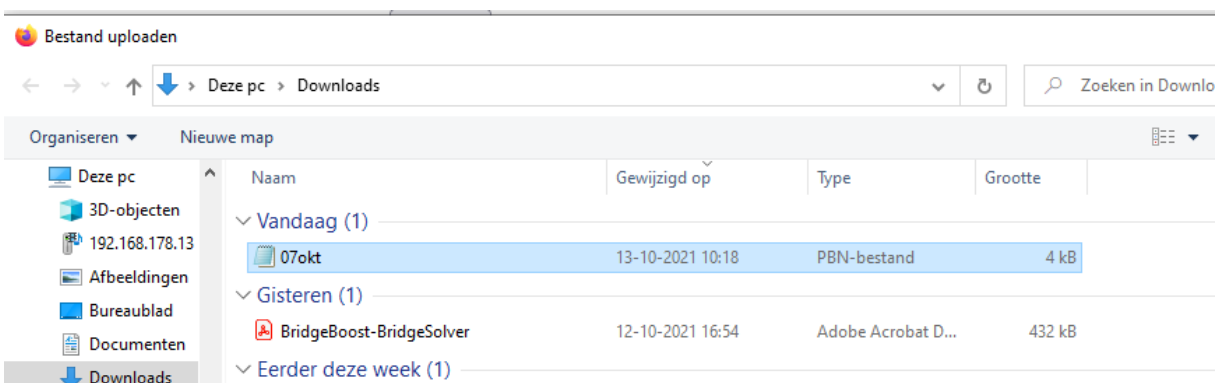 Bestand uploaden
Deze pc > Downloads
Zoeken in Downlo
Organiseren Nieuwe map
Deze pc
3D-objecten
192.168.178.13
Afbeeldingen
Bureaublad
Documenten
Downloads
Naam Gewijzigd op Type Grootte
Vandaag (1)
07okt 13-10-2021 10:18 PBN-bestand 4 kB
Gisteren (1)
BridgeBoost-BridgeSolver 12-10-2021 16:54 Adobe Acrobat D... 432 kB
Eerder deze week (1)